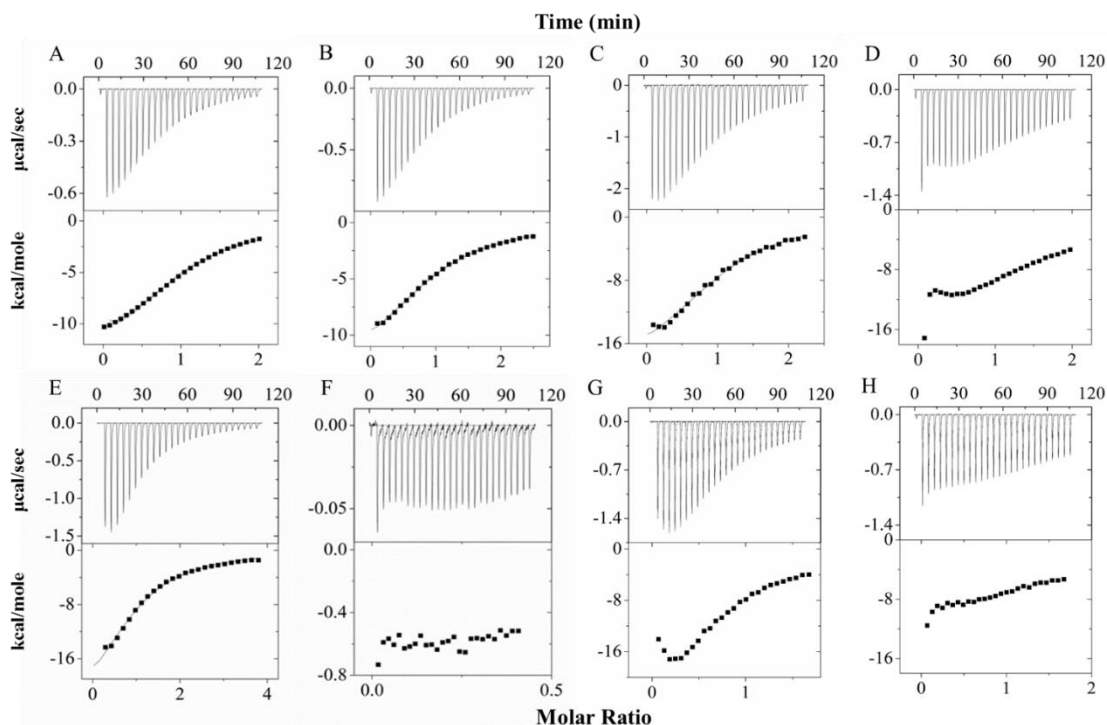 Time (min)
A
0 30 60 90 120
B
0 30 60 90 120
C
0 30 60 90 120
D
0 30 60 90 120
µcal/sec
0.0
-0.3
-0.6
0.0
-0.5
0
-1
-2
0.0
-0.7
-1.4
kcal/mole
0
-5
-10
0
-5
-10
0
-8
-16
0
-8
-16
0 1 2
0 1 2
0 1 2
0 1 2
E
0 30 60 90 120
F
0 30 60 90 120
G
0 30 60 90 120
H
0 30 60 90 120
µcal/sec
0.0
-0.5
-1.0
-1.5
0.00
-0.05
0.0
-0.7
-1.4
0.0
-0.7
-1.4
kcal/mole
0
-8
-16
0.0
-0.4
-0.8
0
-8
-16
0
-8
-16
0 2 4
0.0 0.5
0 1
0 1 2
Molar Ratio